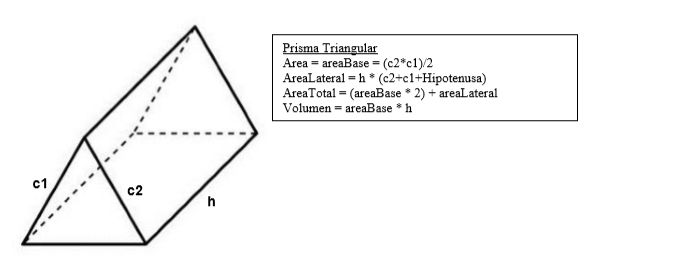 Prisma Triangular
Area = areaBase = (c2*c1)/2
AreaLateral = h * (c2+c1+Hipotenusa)
AreaTotal = (areaBase * 2) + areaLateral
Volumen = areaBase * h
c1
c2
h